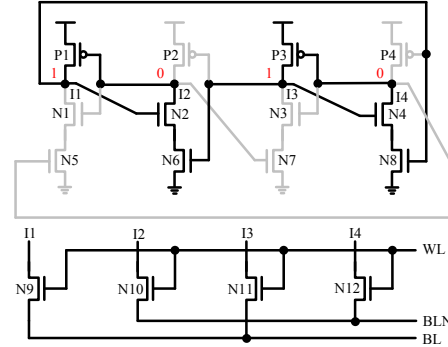 P1 P2 P3 P4
1 0 1 0
I1 I2 I3 I4
N1 N2 N3 N4
N5 N6 N7 N8
I1 I2 I3 I4
WL
N9 N10 N11 N12
BLN
BL